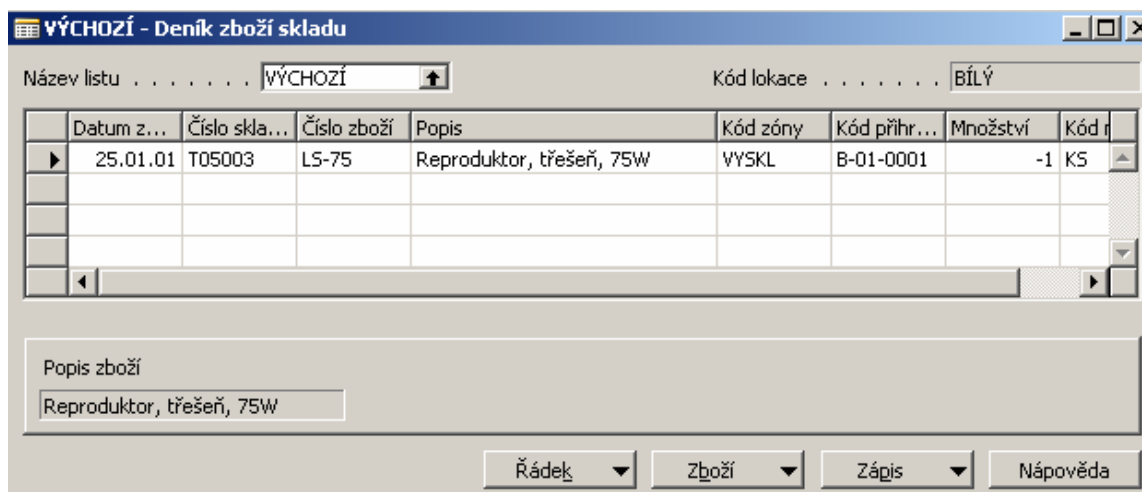 VÝCHOZÍ - Deník zboží skladu
Název listu . . . . . . . VÝCHOZÍ Kód lokace . . . . . . . BÍLÝ
Datum z... Číslo skla... Číslo zboží Popis Kód zóny Kód přihr... Množství Kód
25.01.01 T05003 LS-75 Reproduktor, třešeň, 75W VYSKL B-01-0001 -1 KS
Popis zboží
Reproduktor, třešeň, 75W
Řádek Zboží Zápis Nápověda